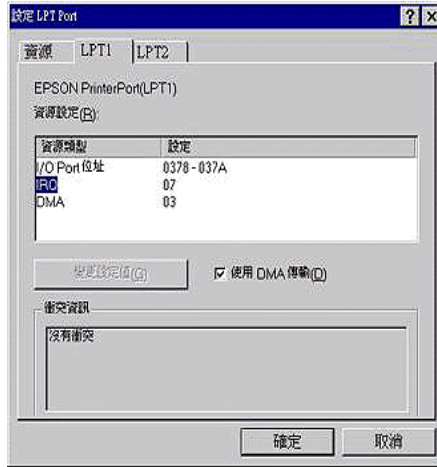 設定 LPT Port
資源 LPT1 LPT2
EPSON PrinterPort(LPT1)
資源設定(R):
資源類型 設定
I/O Port 位址 0378 - 037A
IRQ 07
DMA 03
變更設定值(G) 使用 DMA 傳輸(D)
衝突資訊
沒有衝突
確定 取消